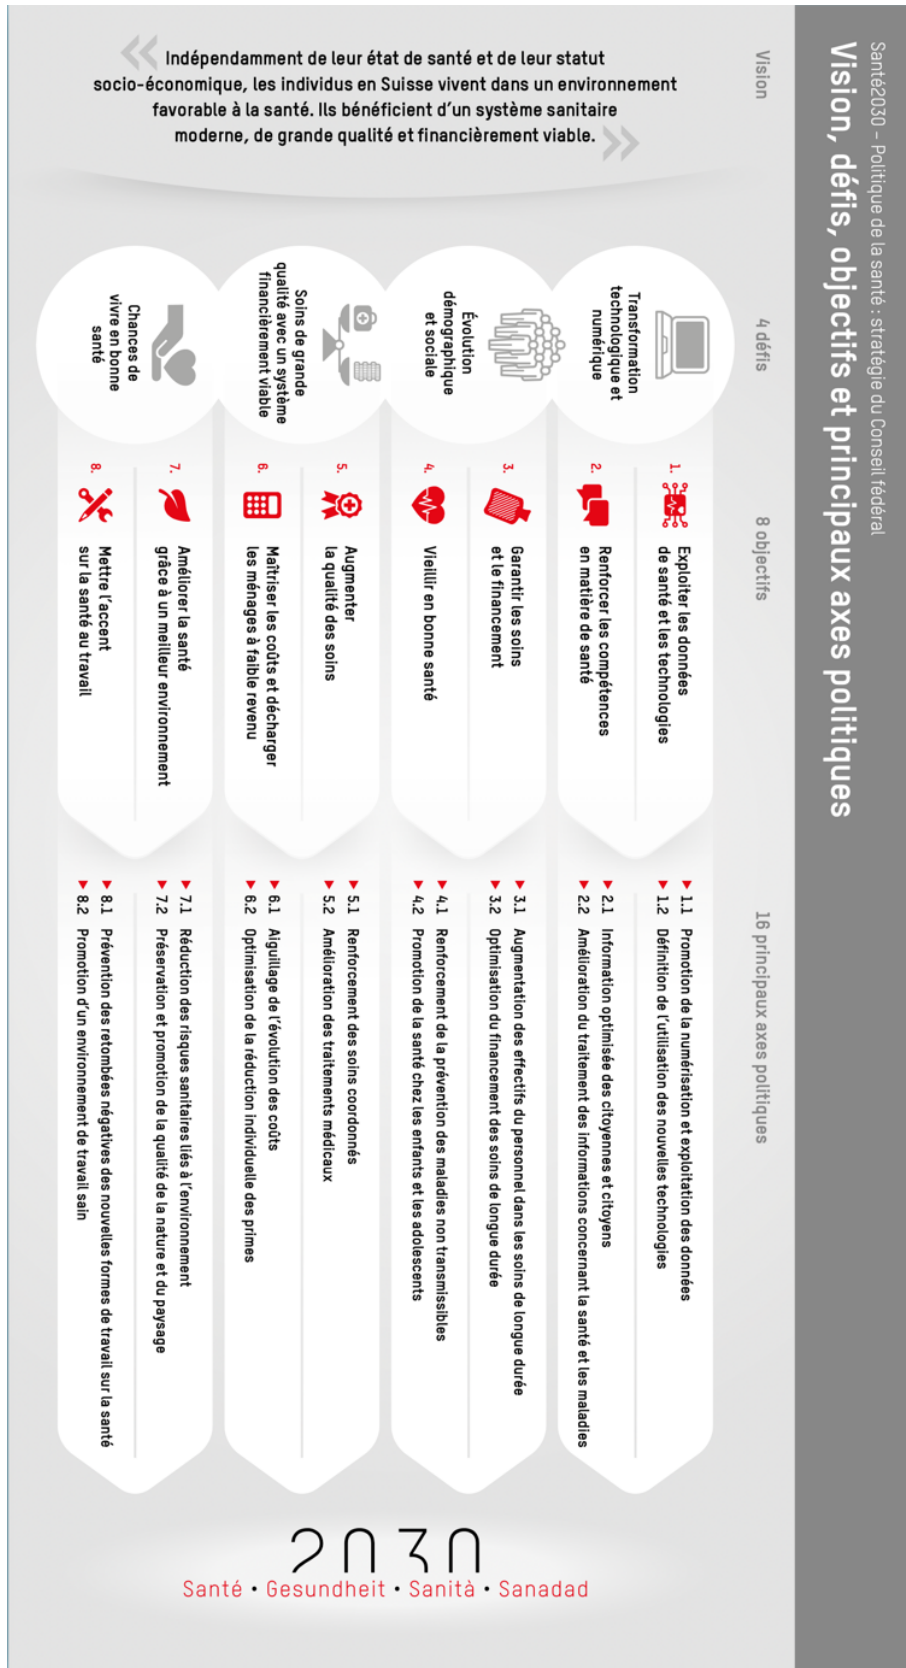 Santé2030 – Politique de la santé : stratégie du Conseil fédéral
Vision, défis, objectifs et principaux axes politiques
Vision
4 défis
8 objectifs
16 principaux axes politiques
« Indépendamment de leur état de santé et de leur statut
socio-économique, les individus en Suisse vivent dans un environnement
favorable à la santé. Ils bénéficient d'un système sanitaire
moderne, de grande qualité et financièrement viable. »
Transformation
technologique et
numérique
1. Exploiter les données
de santé et les technologies
1.1 Promotion de la numérisation et exploitation des données
1.2 Définition de l'utilisation des nouvelles technologies
2. Renforcer les compétences
en matière de santé
2.1 Information optimisée des citoyennes et citoyens
2.2 Amélioration du traitement des informations concernant la santé et les maladies
Évolution
démographique
et sociale
3. Garantir les soins
et le financement
3.1 Augmentation des effectifs du personnel dans les soins de longue durée
3.2 Optimisation du financement des soins de longue durée
4. Vieillir en bonne santé
4.1 Renforcement de la prévention des maladies non transmissibles
4.2 Promotion de la santé chez les enfants et les adolescents
Soins de grande
qualité avec un système
financièrement viable
5. Augmenter
la qualité des soins
5.1 Renforcement des soins coordonnés
5.2 Amélioration des traitements médicaux
6. Maîtriser les coûts et décharger
les ménages à faible revenu
6.1 Aiguillage de l'évolution des coûts
6.2 Optimisation de la réduction individuelle des primes
Chances de
vivre en bonne
santé
7. Améliorer la santé
grâce à un meilleur environnement
7.1 Réduction des risques sanitaires liés à l'environnement
7.2 Préservation et promotion de la qualité de la nature et du paysage
8. Mettre l'accent
sur la santé au travail
8.1 Prévention des retombées négatives des nouvelles formes de travail sur la santé
8.2 Promotion d'un environnement de travail sain
2030
Santé • Gesundheit • Sanità • Sanadad